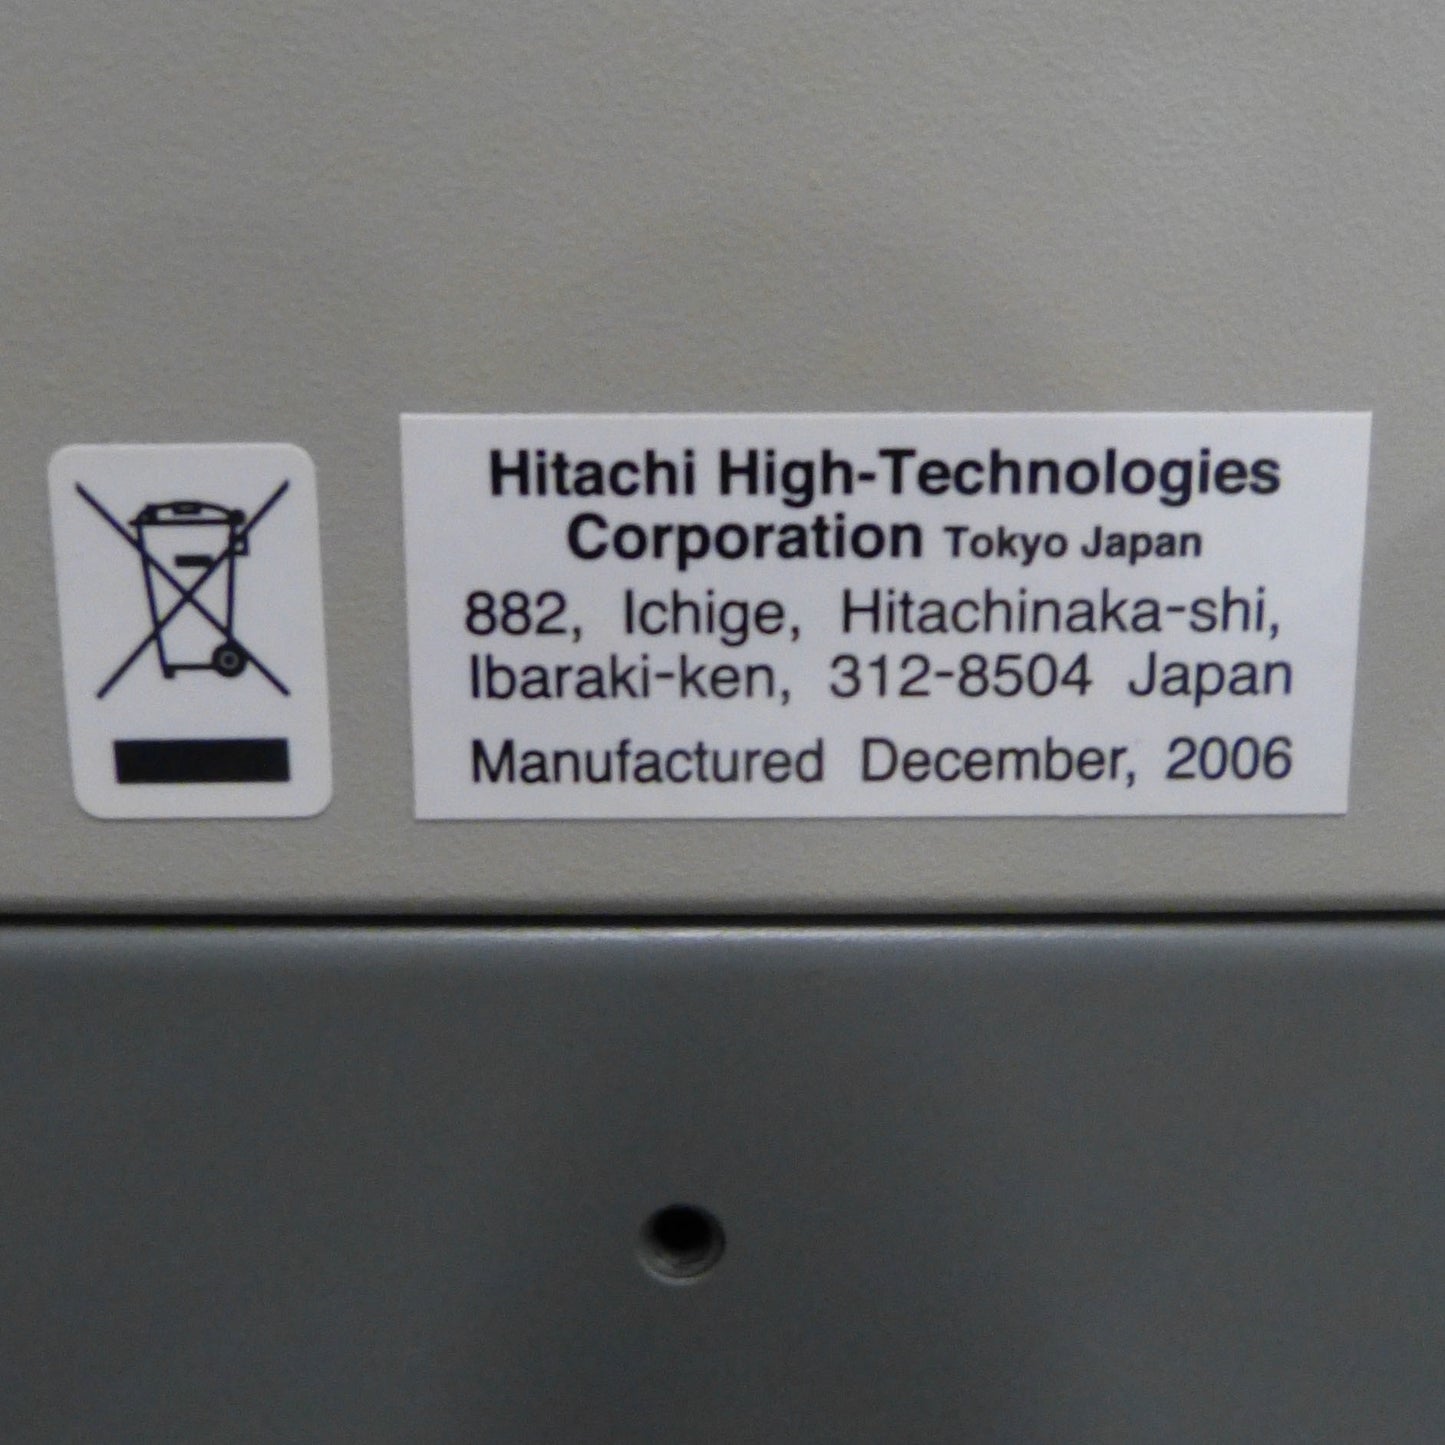 Hitachi High-Technologies
Corporation Tokyo Japan
882, Ichige, Hitachinaka-shi,
Ibaraki-ken, 312-8504 Japan
Manufactured December, 2006